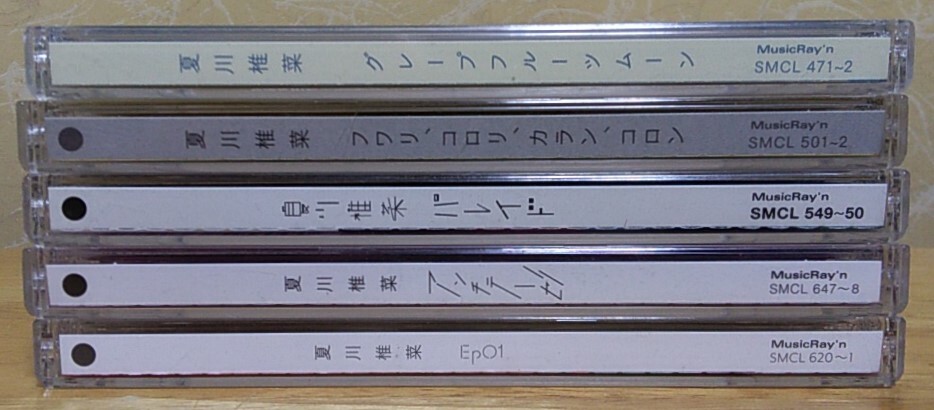 夏川椎菜 グレープフルーツムーン MusicRay'n
SMCL 471~2
夏川椎菜 フワリ、コロリ、カラン、コロン MusicRay'n
SMCL 501~2
夏川椎菜 パレイド MusicRay'n
SMCL 549~50
夏川椎菜 アンチテーゼ MusicRay'n
SMCL 647~8
夏川椎菜 Ep01 MusicRay'n
SMCL 620~1